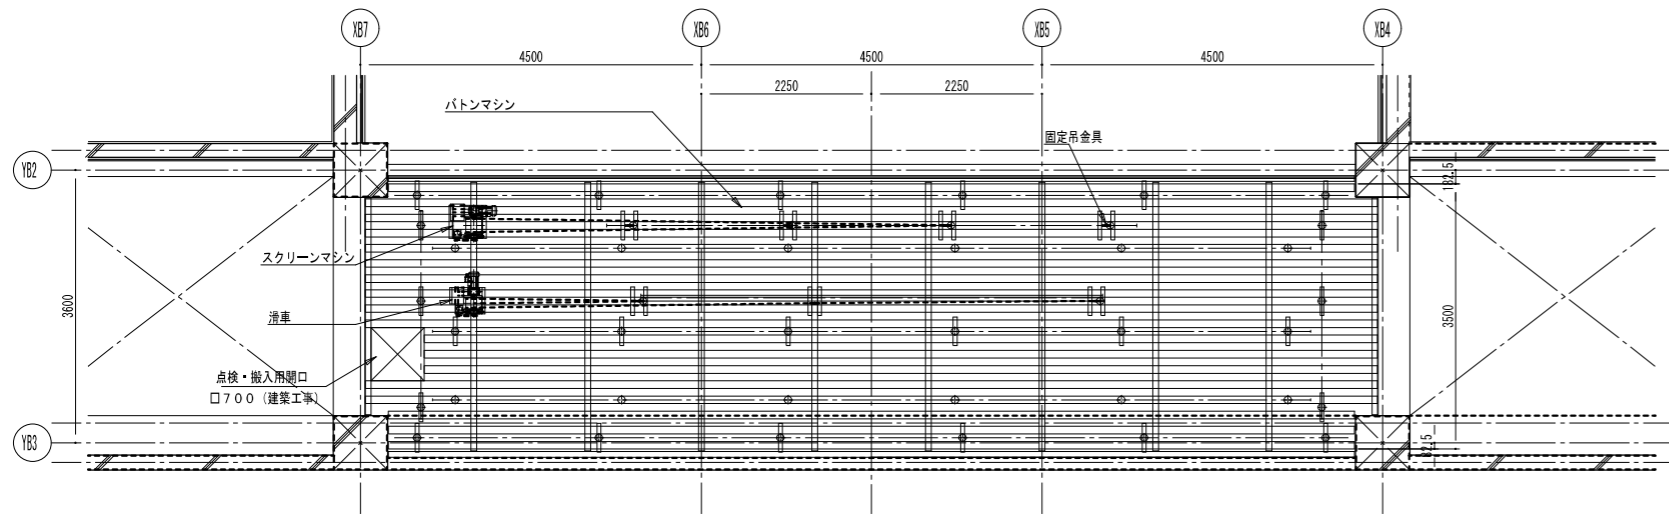 XB7
XB6
XB5
XB4
4500
4500
4500
2250
2250
バトンマシン
固定吊金具
YB2
182.5
スクリーンマシン
3600
滑車
3500
点検・搬入用開口
□700（建築工事）
YB3
82.5